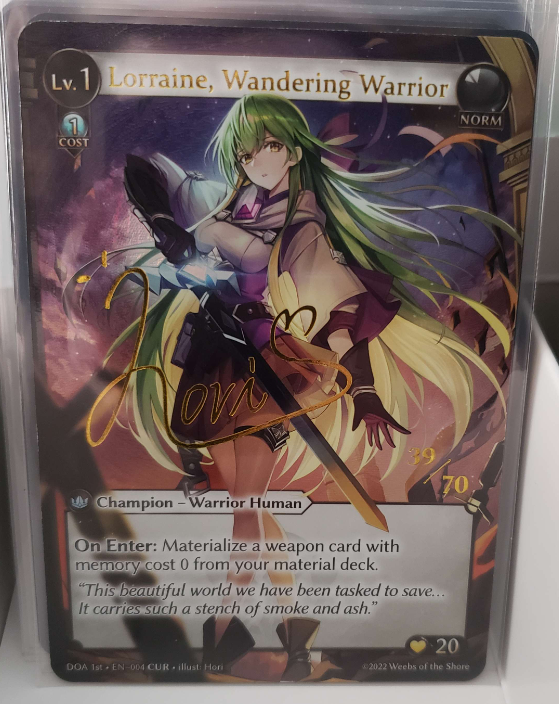 Lv. 1 Lorraine, Wandering Warrior
1
COST
NORM
Hori
39
70
Champion – Warrior Human
On Enter: Materialize a weapon card with
memory cost 0 from your material deck.
“This beautiful world we have been tasked to save…
It carries such a stench of smoke and ash.”
20
DOA 1st • EN-004 CUR • illust: Hori
©2022 Weebs of the Shore